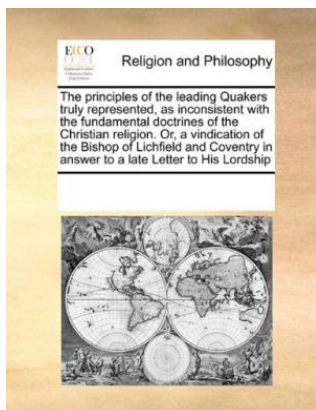 ECCO
Religion and Philosophy
The principles of the leading Quakers
truly represented, as inconsistent with
the fundamental doctrines of the
Christian religion. Or, a vindication of
the Bishop of Lichfield and Coventry in
answer to a late Letter to His Lordship